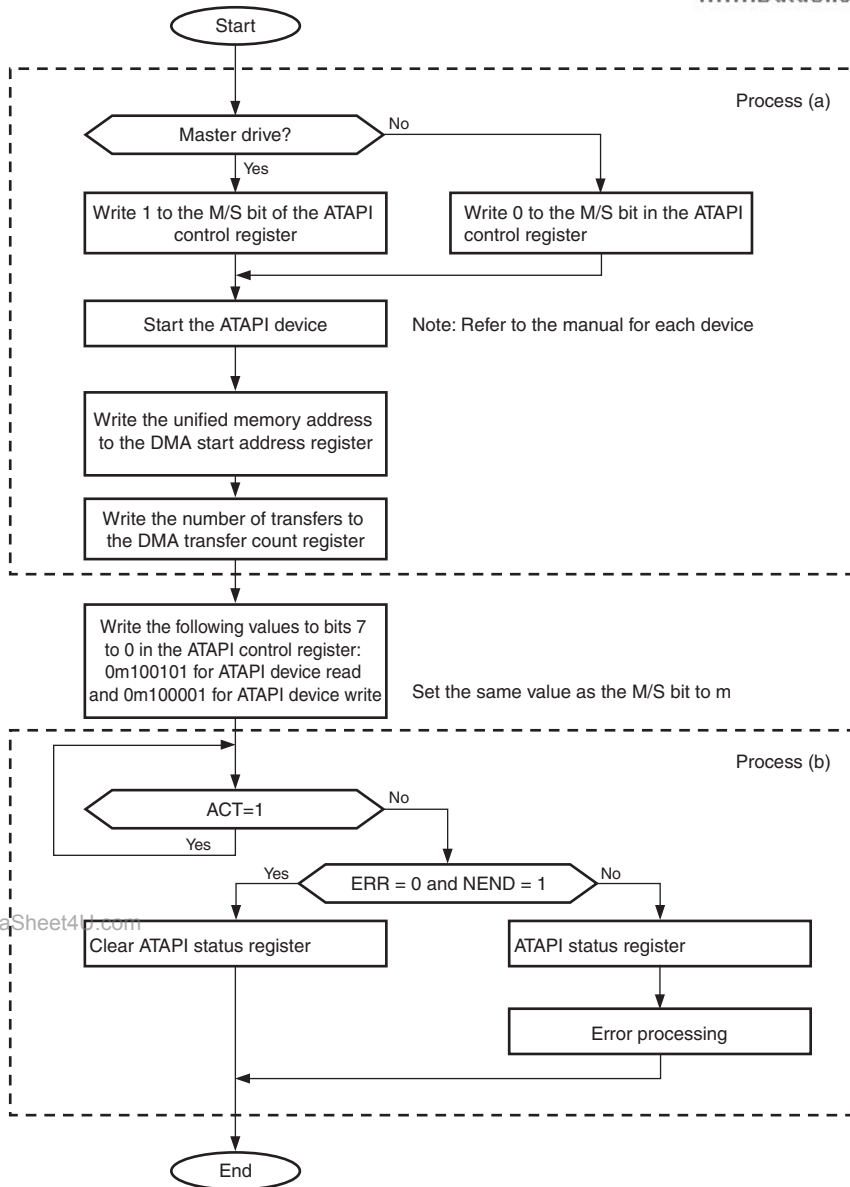 Start
Process (a)
Master drive?
No
Yes
Write 1 to the M/S bit of the ATAPI
control register
Write 0 to the M/S bit in the ATAPI
control register
Start the ATAPI device
Note: Refer to the manual for each device
Write the unified memory address
to the DMA start address register
Write the number of transfers to
the DMA transfer count register
Write the following values to bits 7
to 0 in the ATAPI control register:
0m100101 for ATAPI device read
and 0m100001 for ATAPI device write
Set the same value as the M/S bit to m
Process (b)
ACT=1
No
Yes
Yes
ERR = 0 and NEND = 1
No
aSheet4U.com
Clear ATAPI status register
ATAPI status register
Error processing
End